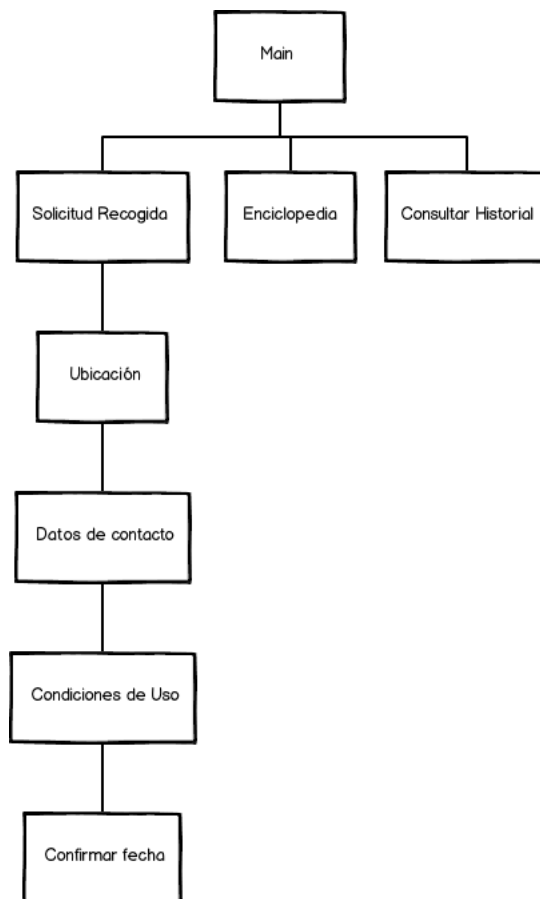 Main
Solicitud Recogida
Enciclopedia
Consultar Historial
Ubicación
Datos de contacto
Condiciones de Uso
Confirmar fecha